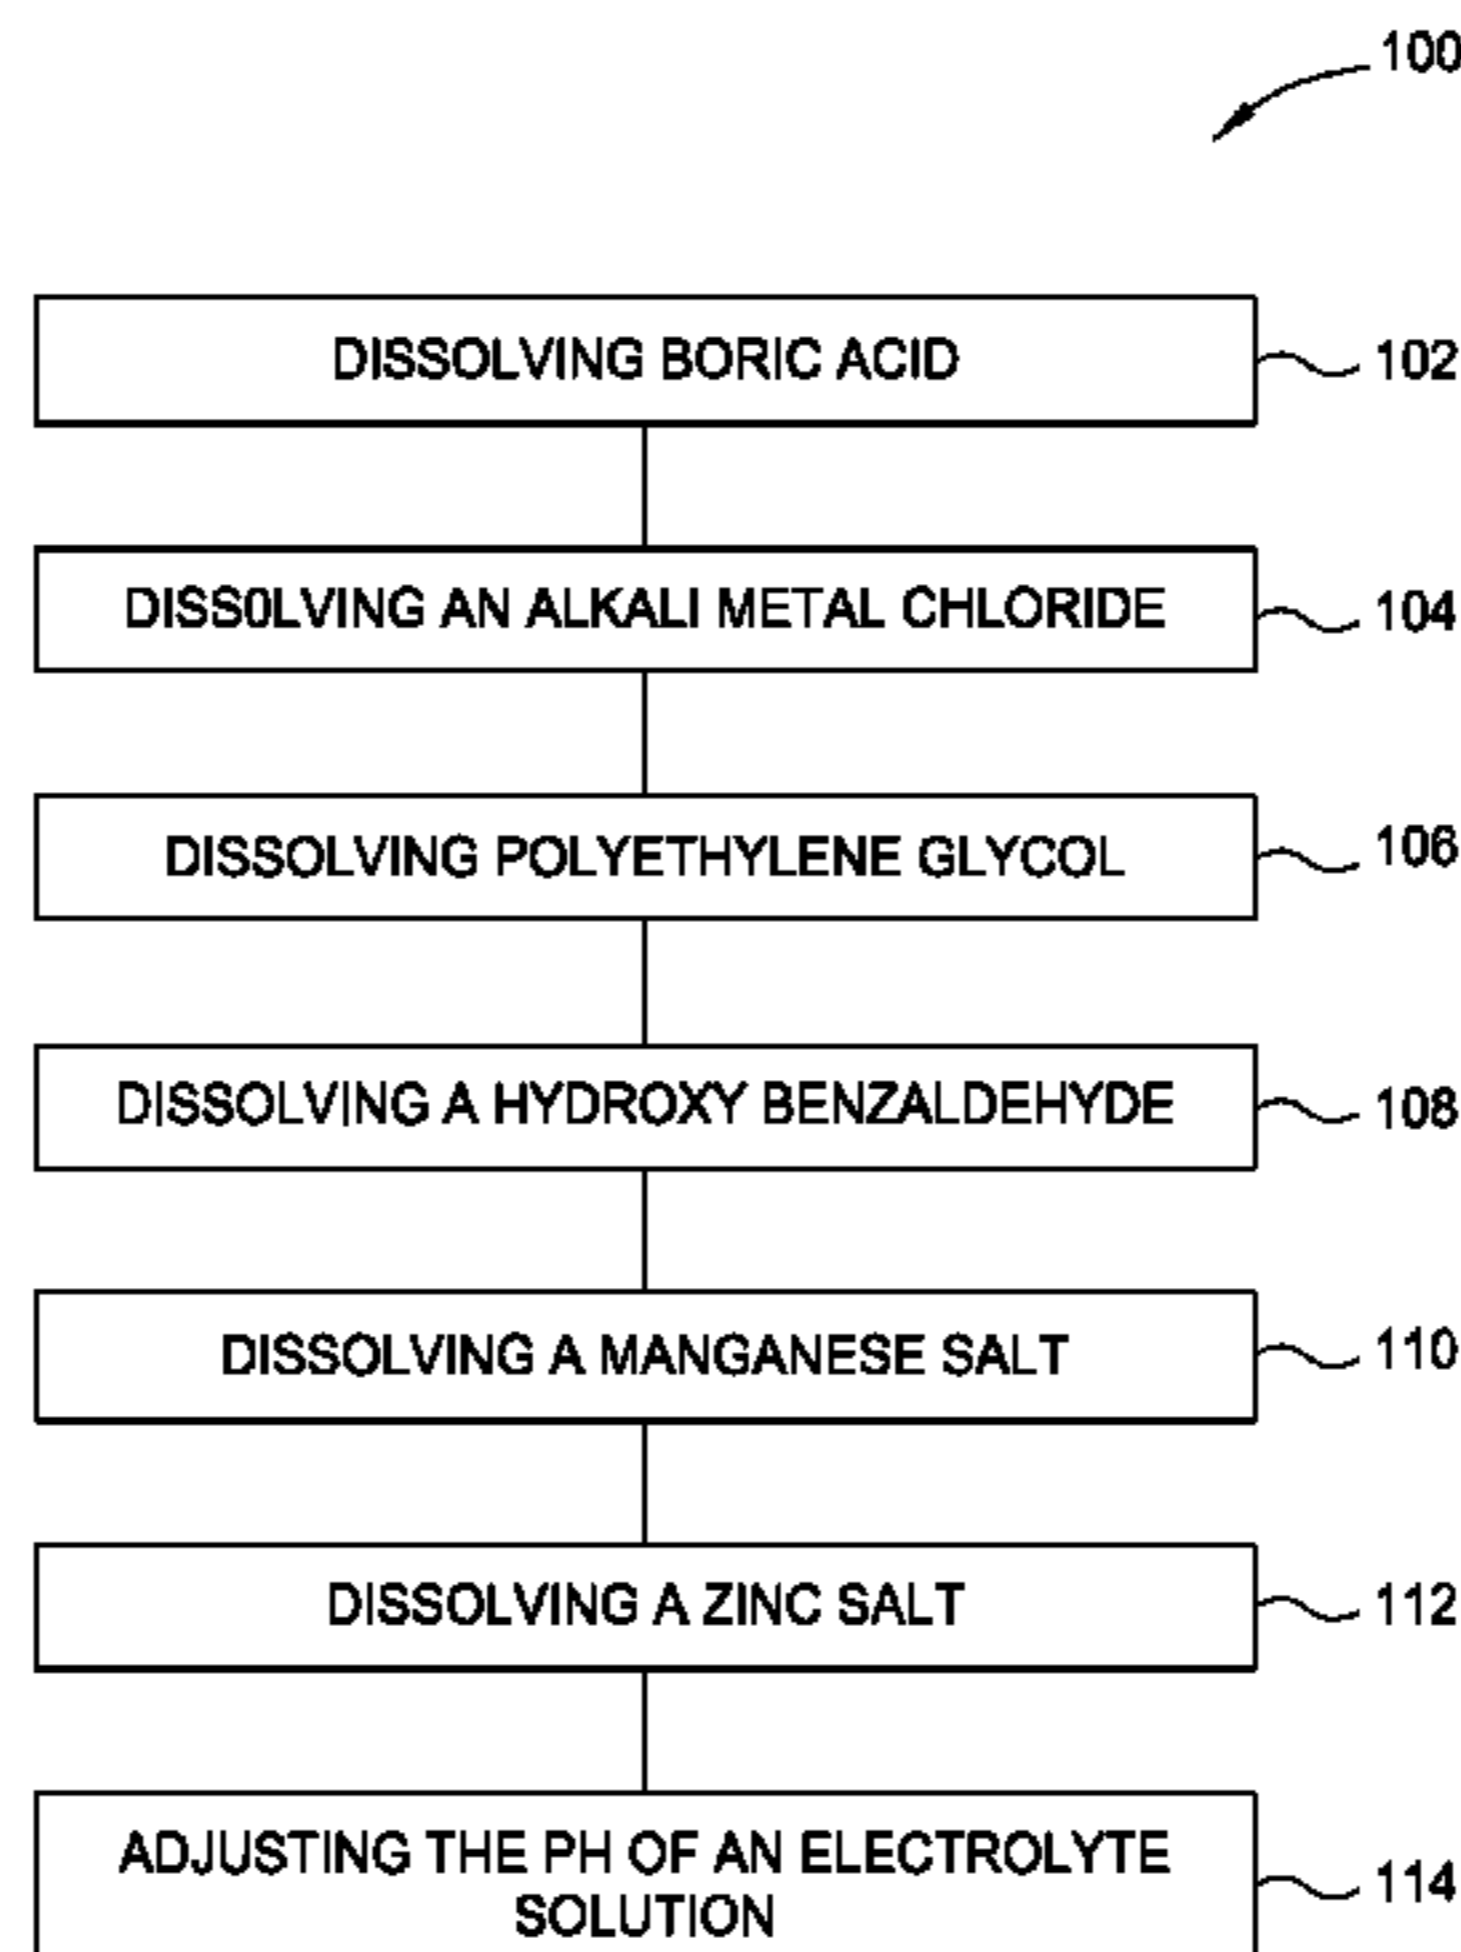 100
DISSOLVING BORIC ACID
102
DISS0LVING AN ALKALI METAL CHLORIDE
104
DISSOLVING POLYETHYLENE GLYCOL
106
DISSOLVING A HYDROXY BENZALDEHYDE
108
DISSOLVING A MANGANESE SALT
110
DISSOLVING A ZINC SALT
112
ADJUSTING THE PH OF AN ELECTROLYTE
SOLUTION
114